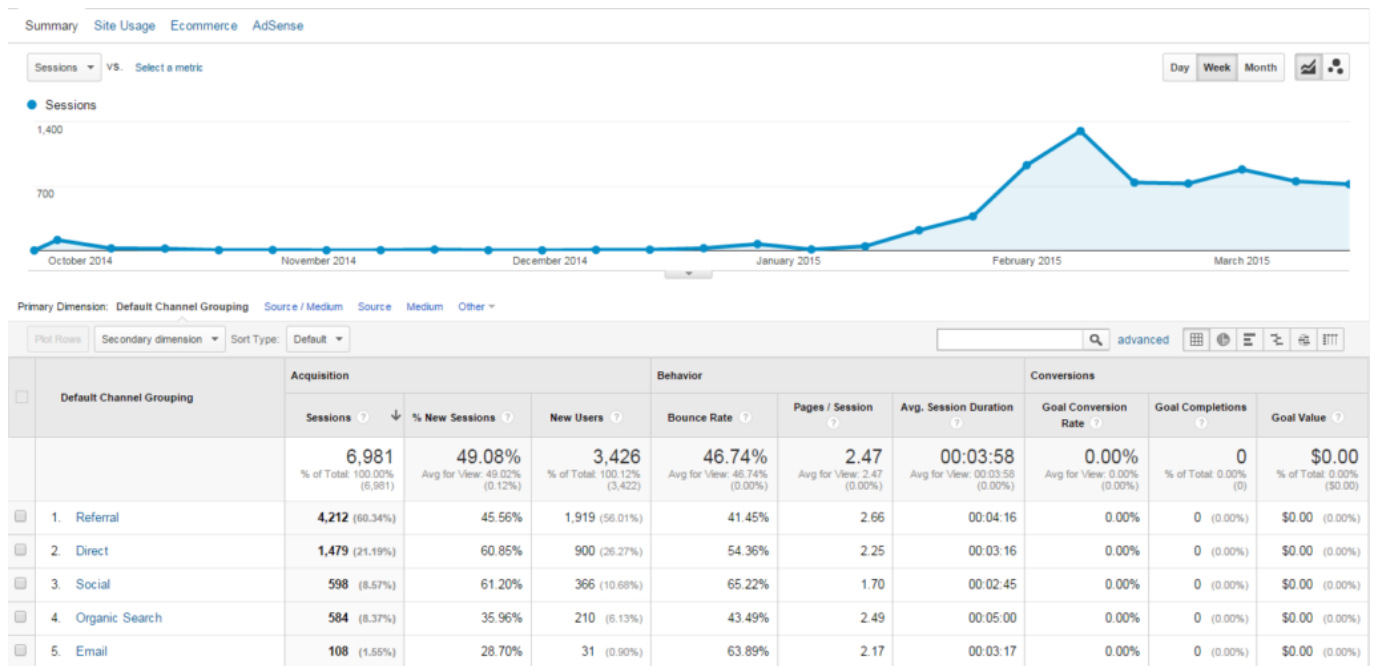 Summary Site Usage Ecommerce AdSense
Sessions VS. Select a metric
Day Week Month
Sessions
1,400
700
October 2014 November 2014 December 2014 January 2015 February 2015 March 2015
Primary Dimension: Default Channel Grouping Source / Medium Source Medium Other
Plot Rows Secondary dimension Sort Type: Default advanced
Default Channel Grouping Acquisition Behavior Conversions
Sessions ? % New Sessions ? New Users ? Bounce Rate ? Pages / Session ? Avg. Session Duration ? Goal Conversion Rate ? Goal Completions ? Goal Value ?
6,981 49.08% 3,426 46.74% 2.47 00:03:58 0.00% 0 $0.00
% of Total: 100.00% Avg for View: 49.02% % of Total: 100.12% Avg for View: 46.74% Avg for View: 2.47 Avg for View: 00:03:58 Avg for View: 0.00% % of Total: 0.00% % of Total: 0.00%
(6,981) (0.12%) (3,422) (0.00%) (0.00%) (0.00%) (0.00%) (0) ($0.00)
1. Referral 4,212 (60.34%) 45.56% 1,919 (56.01%) 41.45% 2.66 00:04:16 0.00% 0 (0.00%) $0.00 (0.00%)
2. Direct 1,479 (21.19%) 60.85% 900 (26.27%) 54.36% 2.25 00:03:16 0.00% 0 (0.00%) $0.00 (0.00%)
3. Social 598 (8.57%) 61.20% 366 (10.68%) 65.22% 1.70 00:02:45 0.00% 0 (0.00%) $0.00 (0.00%)
4. Organic Search 584 (8.37%) 35.96% 210 (6.13%) 43.49% 2.49 00:05:00 0.00% 0 (0.00%) $0.00 (0.00%)
5. Email 108 (1.55%) 28.70% 31 (0.90%) 63.89% 2.17 00:03:17 0.00% 0 (0.00%) $0.00 (0.00%)